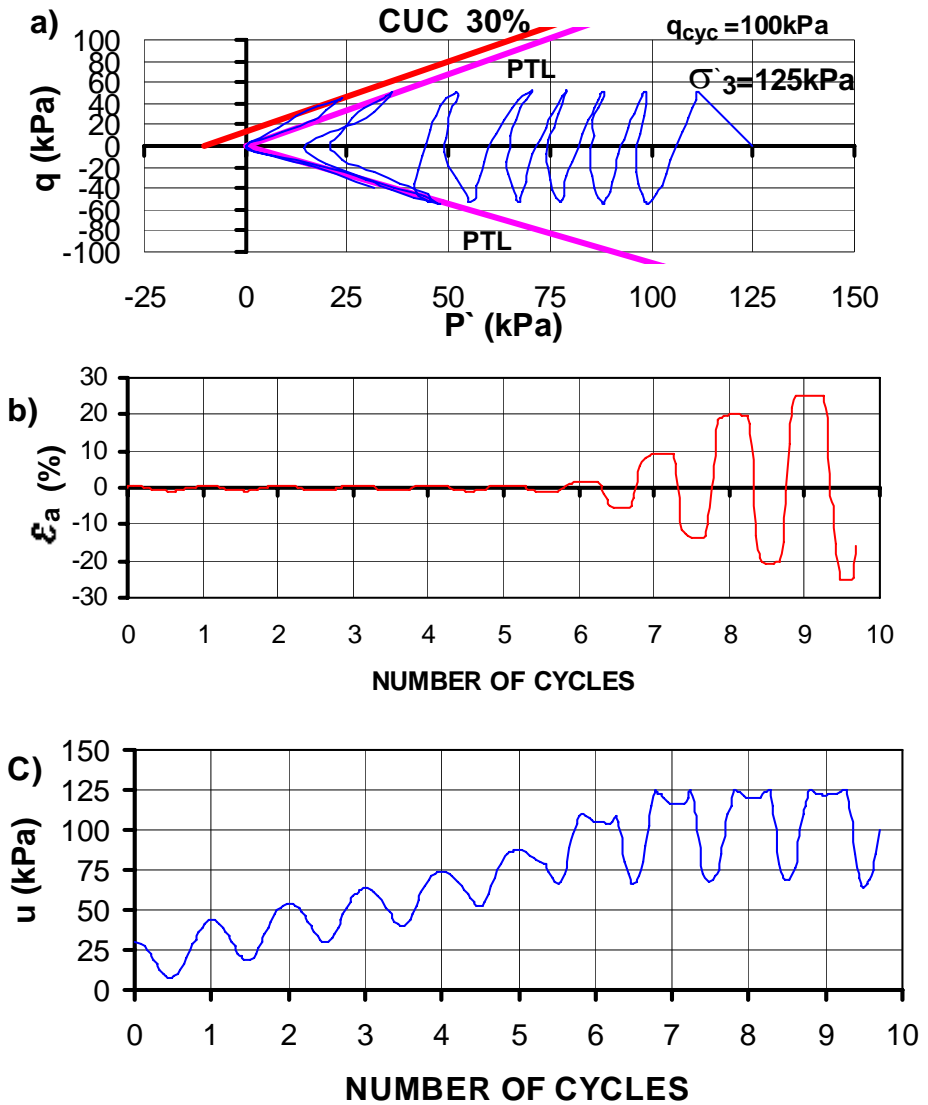 a)
CUC 30%
q cyc =100kPa
σ`3=125kPa
PTL
PTL
q (kPa)
100
80
60
40
20
0
-20
-40
-60
-80
-100
-25 0 25 50 75 100 125 150
P` (kPa)
b)
εa (%)
30
20
10
0
-10
-20
-30
0 1 2 3 4 5 6 7 8 9 10
NUMBER OF CYCLES
C)
u (kPa)
150
125
100
75
50
25
0
0 1 2 3 4 5 6 7 8 9 10
NUMBER OF CYCLES